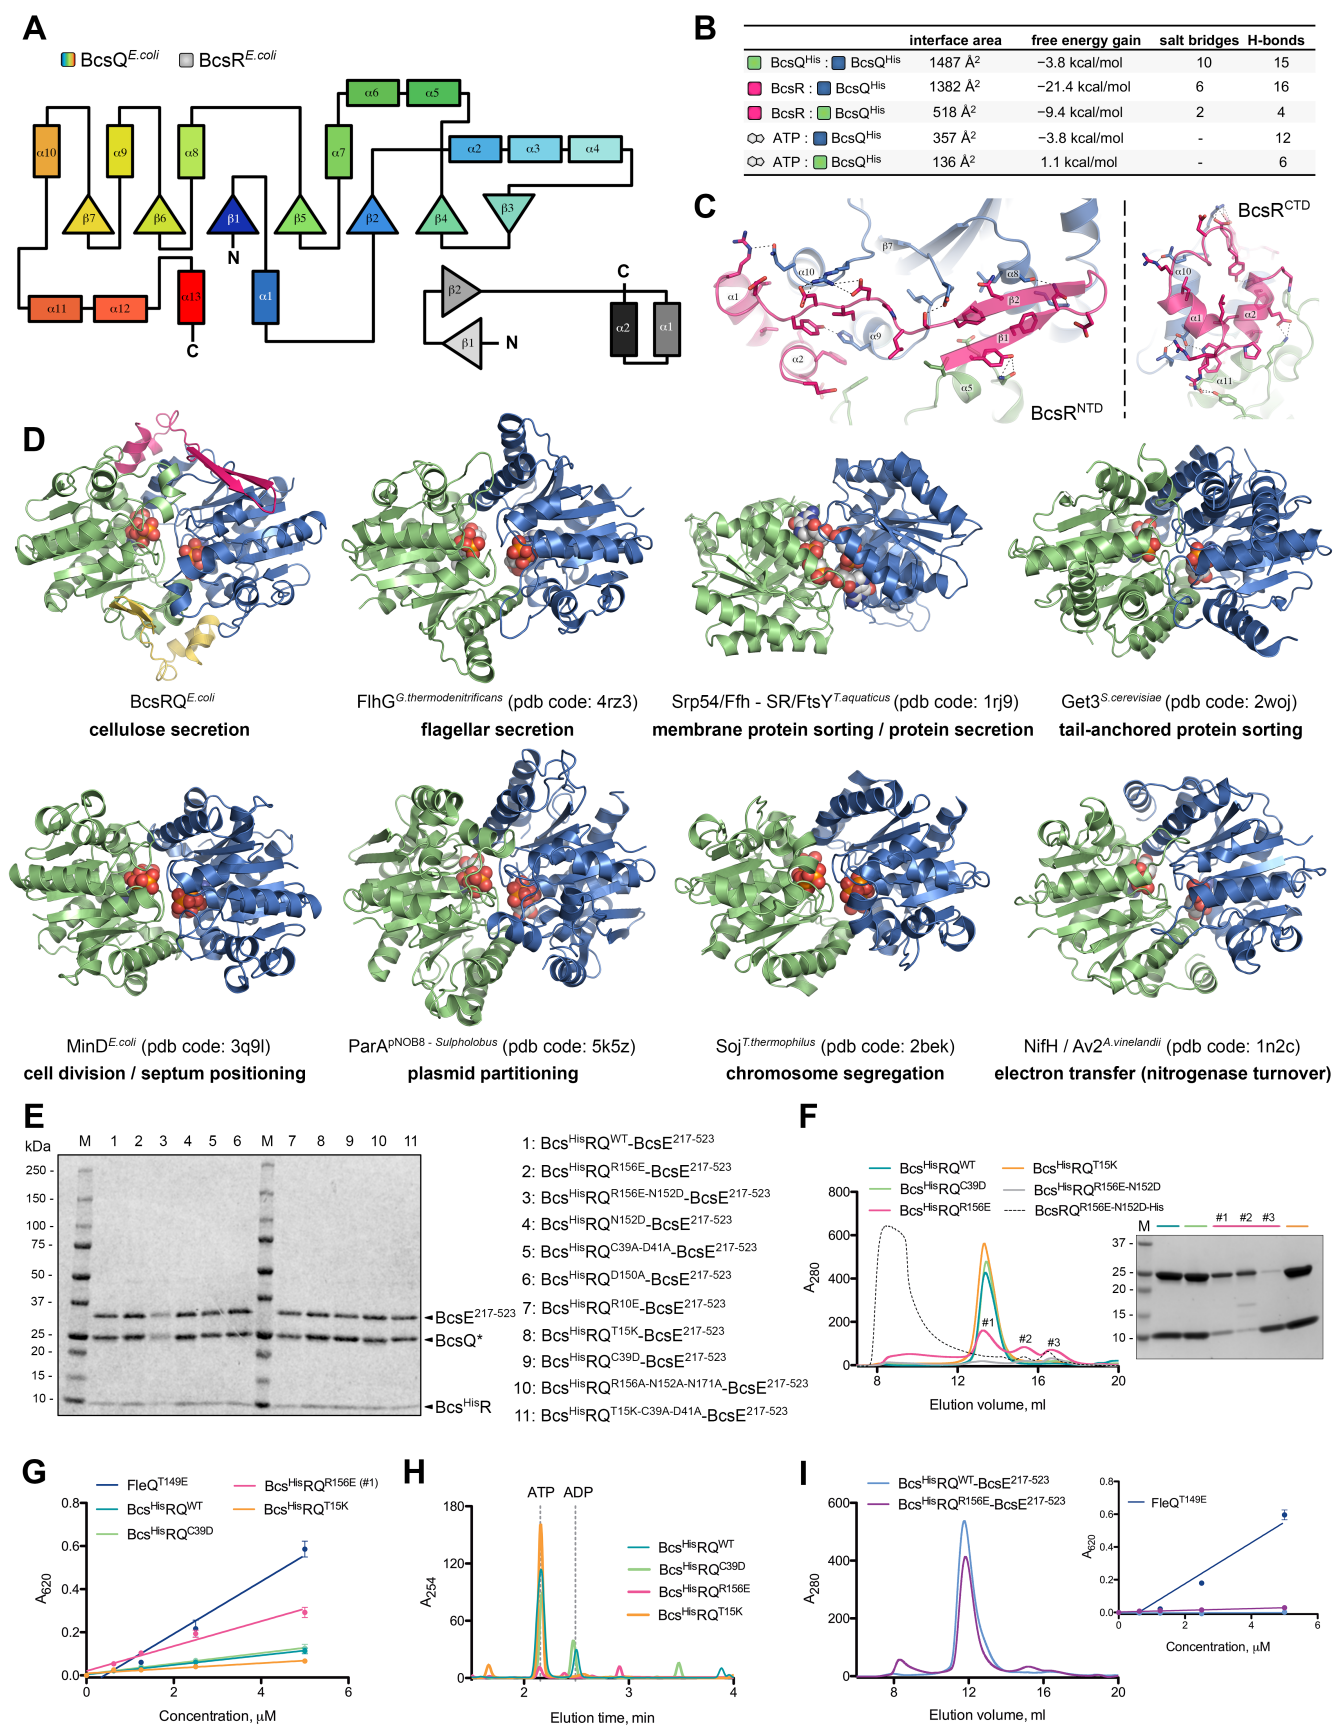 A
BcsQE.coli BcsRE.coli
α6 α5
α10 α9 α8 α7 α2 α3 α4
β7 β6 β1 β5 β2 β4 β3
N
α11 α12 α13 α1
C
β2 C
β1 N α2 α1
B
interface area free energy gain salt bridges H-bonds
BcsQHis : BcsQHis 1487 Å2 −3.8 kcal/mol 10 15
BcsR : BcsQHis 1382 Å2 −21.4 kcal/mol 6 16
BcsR : BcsQHis 518 Å2 −9.4 kcal/mol 2 4
ATP : BcsQHis 357 Å2 −3.8 kcal/mol - 12
ATP : BcsQHis 136 Å2 1.1 kcal/mol - 6
C
BcsRCTD
β7
α10 α8 α10
α1 β2
α1 α2
α9 β1
α2
α5 α11
BcsRNTD
D
BcsRQE.coli
cellulose secretion
FlhGG.thermodenitrificans (pdb code: 4rz3)
flagellar secretion
Srp54/Ffh - SR/FtsYT.aquaticus (pdb code: 1rj9)
membrane protein sorting / protein secretion
Get3S.cerevisiae (pdb code: 2woj)
tail-anchored protein sorting
MinDE.coli (pdb code: 3q9l)
cell division / septum positioning
ParApNOB8 - Sulpholobus (pdb code: 5k5z)
plasmid partitioning
SojT.thermophilus (pdb code: 2bek)
chromosome segregation
NifH / Av2A.vinelandii (pdb code: 1n2c)
electron transfer (nitrogenase turnover)
E
kDa M 1 2 3 4 5 6 M 7 8 9 10 11
250 -
150 -
100 -
75 -
50 -
37 -
25 -
20 -
15 -
10 -
BcsE217-523
BcsQ*
BcsHisR
1: BcsHisRQWT-BcsE217-523
2: BcsHisRQR156E-BcsE217-523
3: BcsHisRQR156E-N152D-BcsE217-523
4: BcsHisRQN152D-BcsE217-523
5: BcsHisRQC39A-D41A-BcsE217-523
6: BcsHisRQD150A-BcsE217-523
7: BcsHisRQR10E-BcsE217-523
8: BcsHisRQT15K-BcsE217-523
9: BcsHisRQC39D-BcsE217-523
10: BcsHisRQR156A-N152A-N171A-BcsE217-523
11: BcsHisRQT15K-C39A-D41A-BcsE217-523
F
BcsHisRQWT BcsHisRQT15K
BcsHisRQC39D BcsHisRQR156E-N152D
BcsHisRQR156E BcsRQR156E-N152D-His
800
600
400
200
0
A280
#1 #2 #3
8 12 16 20
Elution volume, ml
M #1 #2 #3
37 -
25 -
20 -
15 -
10 -
G
FleQT149E BcsHisRQR156E (#1)
BcsHisRQWT BcsHisRQT15K
BcsHisRQC39D
0.8
0.6
0.4
0.2
0.0
A620
0 2 4 6
Concentration, μM
H
ATP ADP
180
120
60
0
A254
BcsHisRQWT
BcsHisRQC39D
BcsHisRQR156E
BcsHisRQT15K
2 3 4
Elution time, min
I
BcsHisRQWT-BcsE217-523
BcsHisRQR156E-BcsE217-523
600
400
200
0
A280
8 12 16 20
Elution volume, ml
FleQT149E
0.8
0.6
0.4
0.2
0.0
A620
0 2 4 6
Concentration, μM